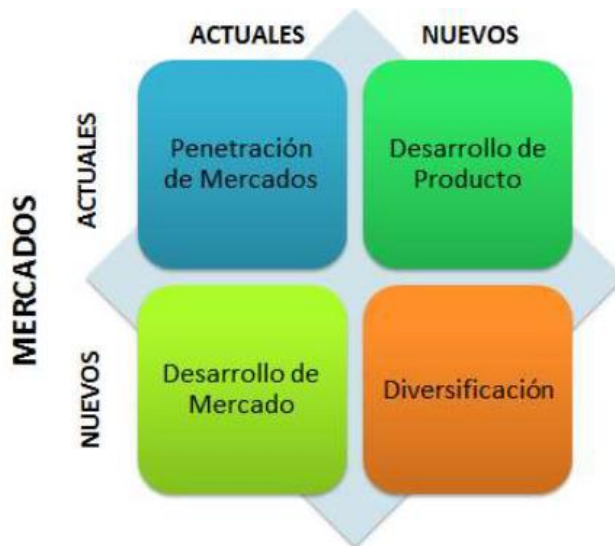 ACTUALES
NUEVOS
MERCADOS
ACTUALES
Penetración
de Mercados
Desarrollo de
Producto
NUEVOS
Desarrollo de
Mercado
Diversificación